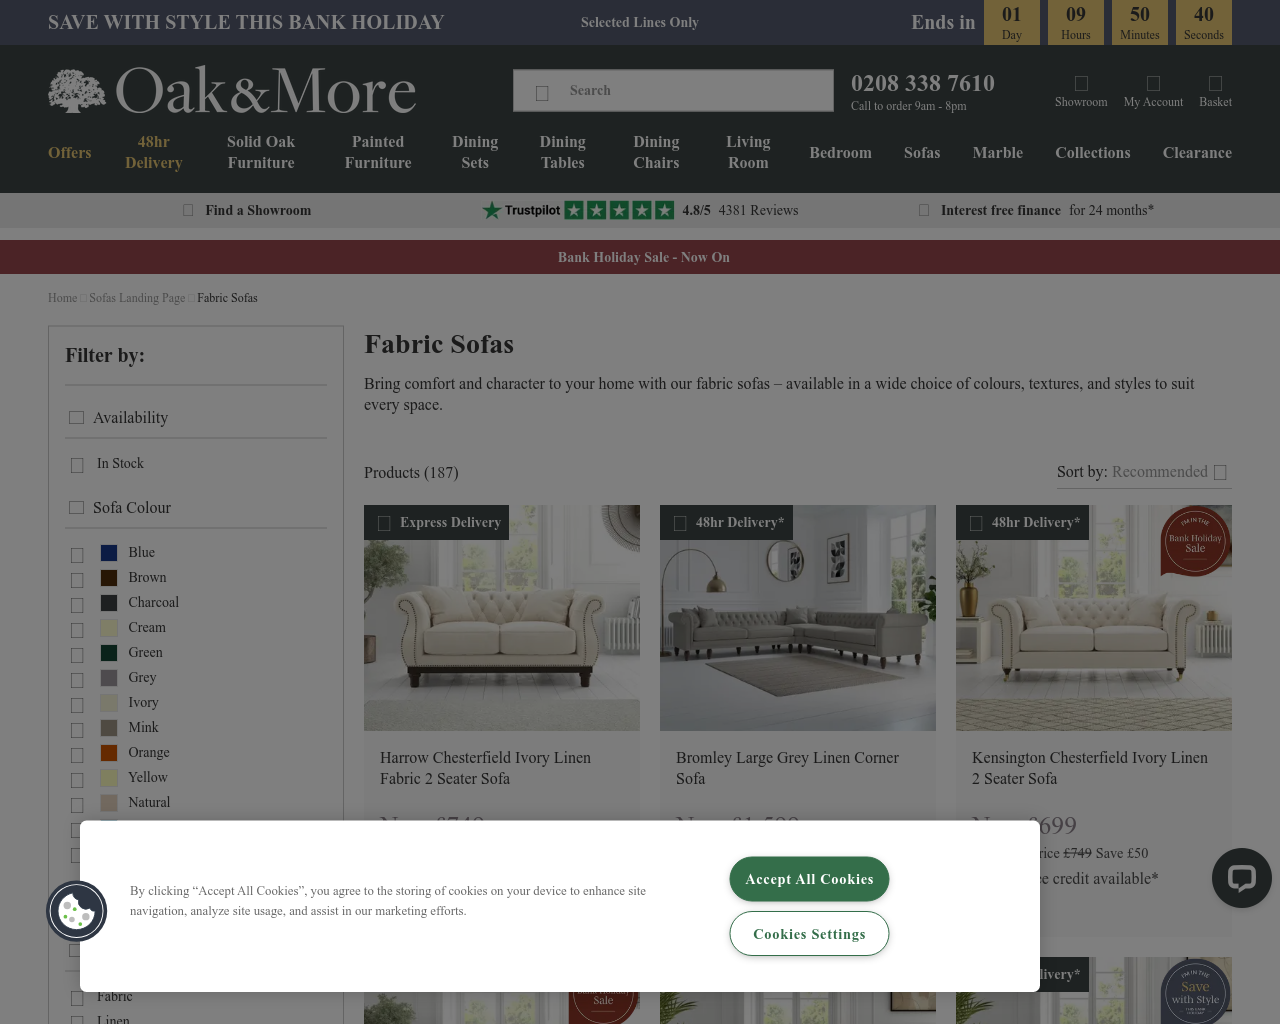 SAVE WITH STYLE THIS BANK HOLIDAY
Selected Lines Only
Ends in
01 Day
09 Hours
50 Minutes
40 Seconds
Oak&More
Search
0208 338 7610
Call to order 9am - 8pm
Showroom
My Account
Basket
Offers
48hr Delivery
Solid Oak Furniture
Painted Furniture
Dining Sets
Dining Tables
Dining Chairs
Living Room
Bedroom
Sofas
Marble
Collections
Clearance
Find a Showroom
Trustpilot
4.8/5 4381 Reviews
Interest free finance for 24 months*
Bank Holiday Sale - Now On
Home Sofas Landing Page Fabric Sofas
Filter by:
Availability
In Stock
Sofa Colour
Blue
Brown
Charcoal
Cream
Green
Grey
Ivory
Mink
Orange
Yellow
Natural
Fabric
Linen
Fabric Sofas
Bring comfort and character to your home with our fabric sofas – available in a wide choice of colours, textures, and styles to suit
every space.
Products (187)
Sort by: Recommended
Express Delivery
48hr Delivery*
48hr Delivery*
I'M IN THE
Bank Holiday
Sale
Harrow Chesterfield Ivory Linen
Fabric 2 Seater Sofa
Bromley Large Grey Linen Corner
Sofa
Kensington Chesterfield Ivory Linen
2 Seater Sofa
£699
£749 Save £50
credit available*
By clicking “Accept All Cookies”, you agree to the storing of cookies on your device to enhance site
navigation, analyze site usage, and assist in our marketing efforts.
Accept All Cookies
Cookies Settings
Sale
I'M IN THE
Save
with Style